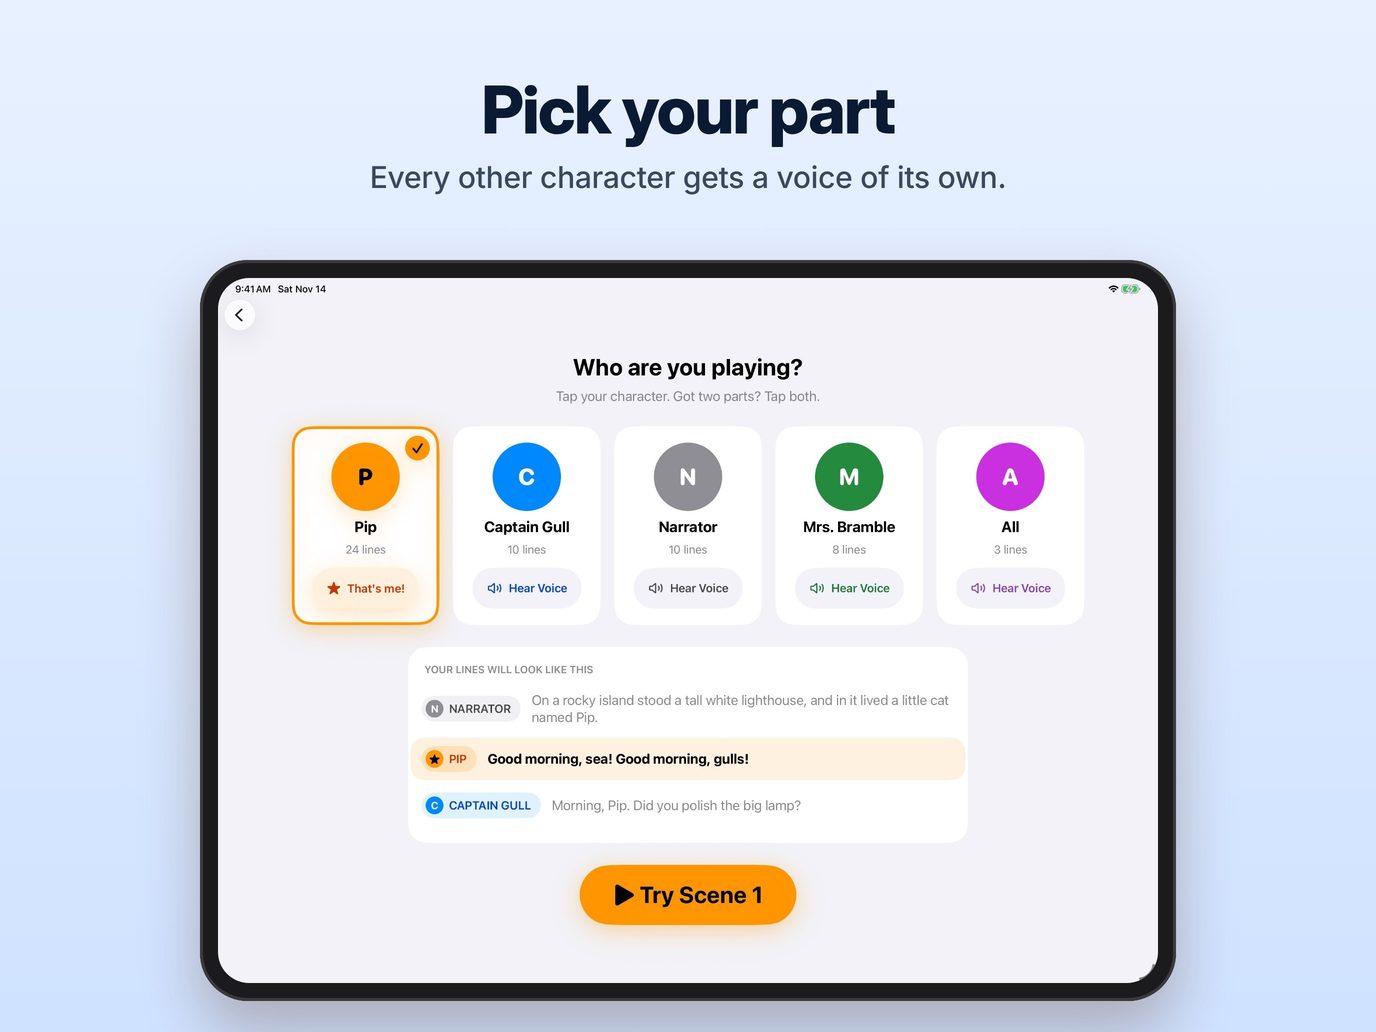 Pick your part
Every other character gets a voice of its own.
9:41 AM Sat Nov 14
Who are you playing?
Tap your character. Got two parts? Tap both.
P
Pip
24 lines
That's me!
C
Captain Gull
10 lines
Hear Voice
N
Narrator
10 lines
Hear Voice
M
Mrs. Bramble
8 lines
Hear Voice
A
All
3 lines
Hear Voice
YOUR LINES WILL LOOK LIKE THIS
N NARRATOR On a rocky island stood a tall white lighthouse, and in it lived a little cat
named Pip.
PIP Good morning, sea! Good morning, gulls!
C CAPTAIN GULL Morning, Pip. Did you polish the big lamp?
Try Scene 1